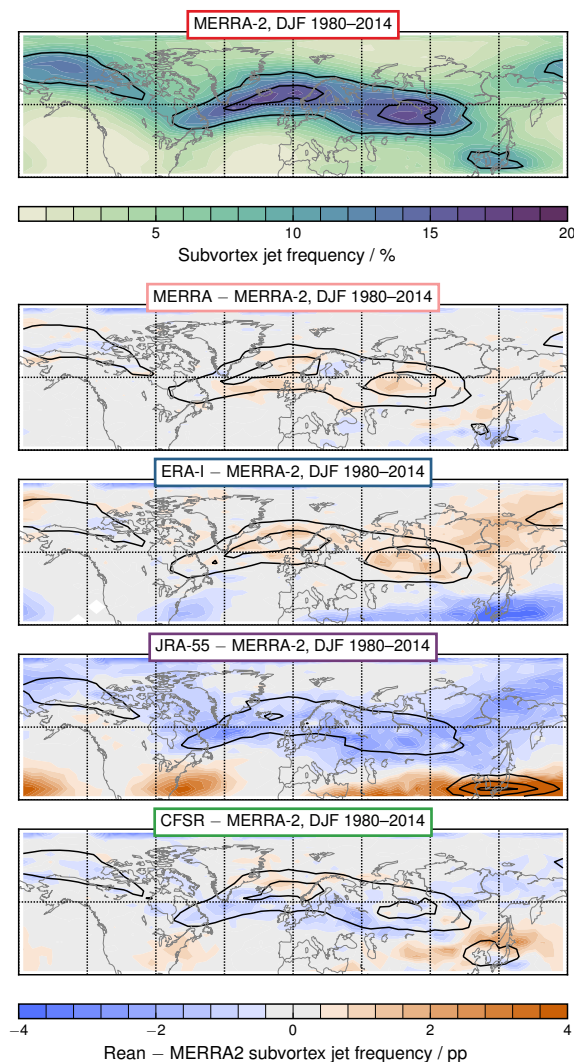 MERRA-2, DJF 1980–2014
5
10
15
20
Subvortex jet frequency / %
MERRA − MERRA-2, DJF 1980–2014
ERA-I − MERRA-2, DJF 1980–2014
JRA-55 − MERRA-2, DJF 1980–2014
CFSR − MERRA-2, DJF 1980–2014
−4
−2
0
2
4
Rean − MERRA2 subvortex jet frequency / pp